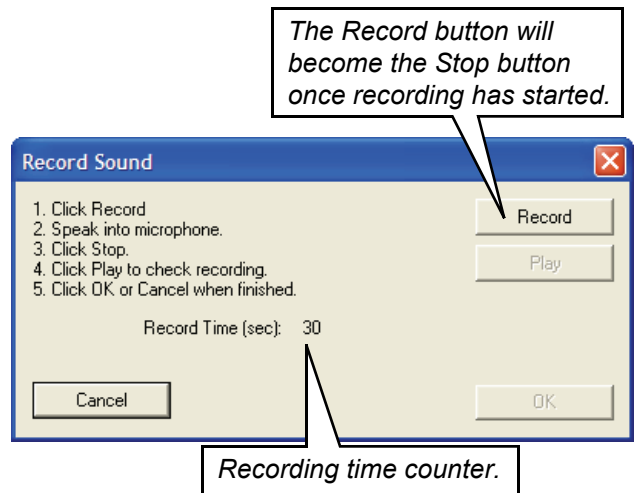 The Record button will
become the Stop button
once recording has started.
Record Sound
1. Click Record
2. Speak into microphone.
3. Click Stop.
4. Click Play to check recording.
5. Click OK or Cancel when finished.
Record
Play
Record Time (sec): 30
Cancel
OK
Recording time counter.